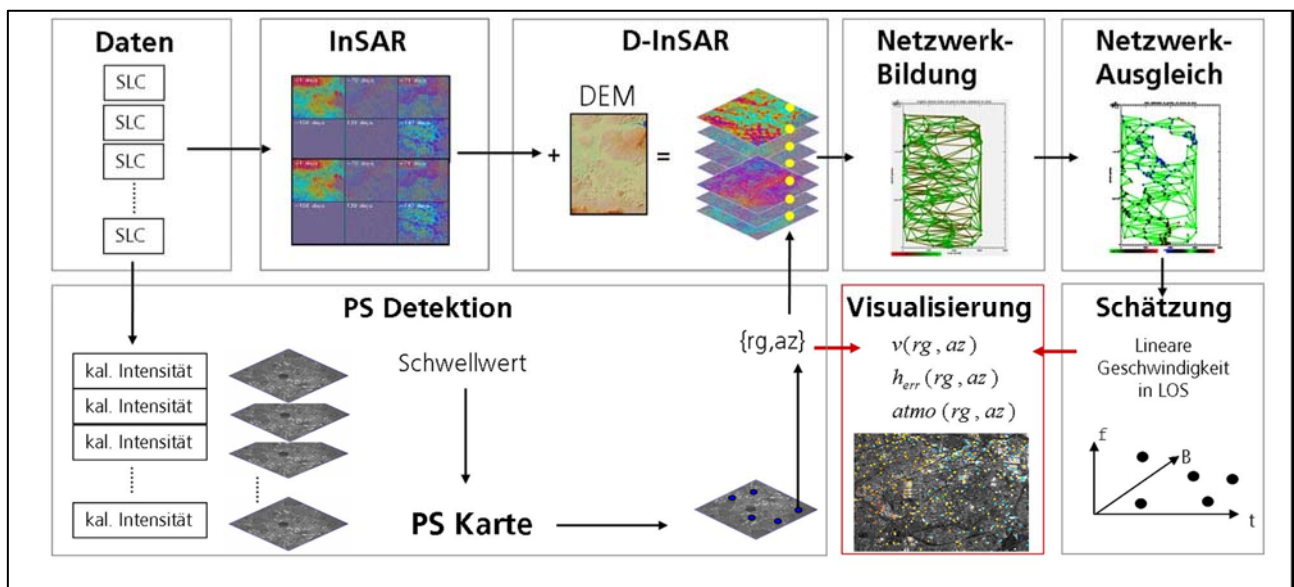 Daten
SLC
SLC
SLC
SLC
InSAR
D-InSAR
DEM
+
=
Netzwerk-
Bildung
Netzwerk-
Ausgleich
PS Detektion
kal. Intensität
kal. Intensität
kal. Intensität
kal. Intensität
Schwellwert
PS Karte
{rg,az}
Visualisierung
v(rg, az)
h_err (rg, az)
atmo (rg, az)
Schätzung
Lineare
Geschwindigkeit
in LOS
f
B
t